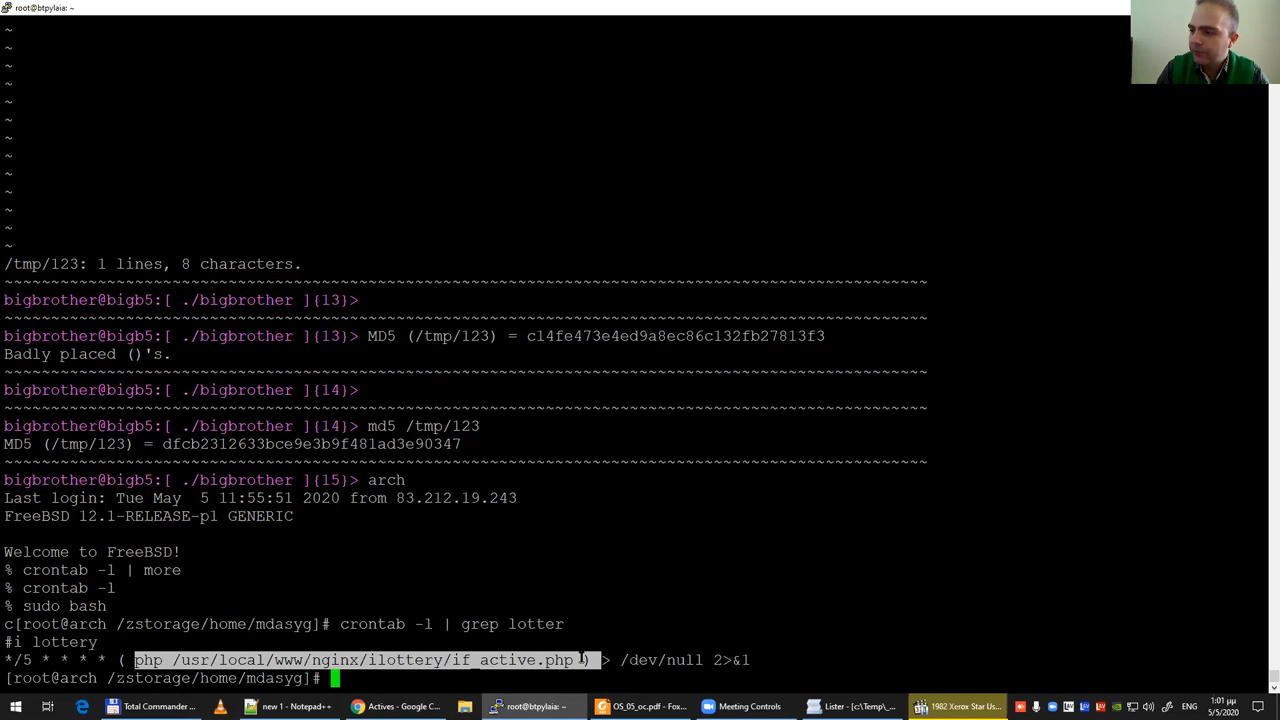 root@btpylaia: ~
~
~
~
~
~
~
~
~
~
~
~
~
~
/tmp/123: 1 lines, 8 characters.
~~~~~~~~~~~~~~~~~~~~~~~~~~~~~~~~~~~~~~~~~~~~~~~~~~~~~~~~~~~~~~~~~~~~~~~~~~~~~~~~~~~~~~~~~~~~~~~~~~~
bigbrother@bigb5:[ ./bigbrother ]{13}>
~~~~~~~~~~~~~~~~~~~~~~~~~~~~~~~~~~~~~~~~~~~~~~~~~~~~~~~~~~~~~~~~~~~~~~~~~~~~~~~~~~~~~~~~~~~~~~~~~~~
bigbrother@bigb5:[ ./bigbrother ]{13}> MD5 (/tmp/123) = c14fe473e4ed9a8ec86c132fb27813f3
Badly placed ()'s.
~~~~~~~~~~~~~~~~~~~~~~~~~~~~~~~~~~~~~~~~~~~~~~~~~~~~~~~~~~~~~~~~~~~~~~~~~~~~~~~~~~~~~~~~~~~~~~~~~~~
bigbrother@bigb5:[ ./bigbrother ]{14}>
~~~~~~~~~~~~~~~~~~~~~~~~~~~~~~~~~~~~~~~~~~~~~~~~~~~~~~~~~~~~~~~~~~~~~~~~~~~~~~~~~~~~~~~~~~~~~~~~~~~
bigbrother@bigb5:[ ./bigbrother ]{14}> md5 /tmp/123
MD5 (/tmp/123) = dfcb2312633bce9e3b9f481ad3e90347
~~~~~~~~~~~~~~~~~~~~~~~~~~~~~~~~~~~~~~~~~~~~~~~~~~~~~~~~~~~~~~~~~~~~~~~~~~~~~~~~~~~~~~~~~~~~~~~~~~~
bigbrother@bigb5:[ ./bigbrother ]{15}> arch
Last login: Tue May  5 11:55:51 2020 from 83.212.19.243
FreeBSD 12.1-RELEASE-p1 GENERIC
Welcome to FreeBSD!
% crontab -l | more
% crontab -l
% sudo bash
c[root@arch /zstorage/home/mdasyg]# crontab -l | grep lotter
#i lottery
*/5 * * * * ( php /usr/local/www/nginx/ilottery/if_active.php ) > /dev/null 2>&1
[root@arch /zstorage/home/mdasyg]#
Total Commander ... new 1 - Notepad++ Actives - Google C... root@btpylaia: ~ OS_05_oc.pdf - Fox... Meeting Controls Lister - [c:\Temp\_... 1982 Xerox Star Us... ENG 1:01 μμ
5/5/2020